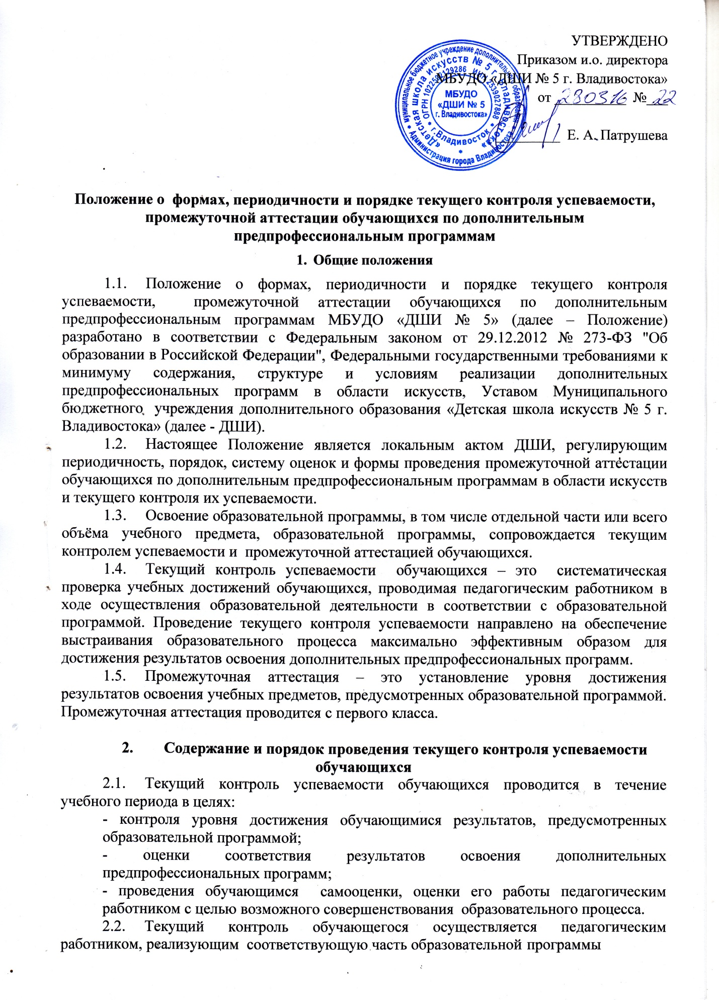 УТВЕРЖДЕНО
Приказом и.о. директора
МБУДО «ДШИ № 5 г. Владивостока»
от 280316 № 22
Е. А. Патрушева
Муниципальное бюджетное учреждение дополнительного образования
Администрация города Владивостока
«Детская школа искусств № 5 г. Владивостока»
ОГРН 1022502129286 ИНН 2539027888
г.Владивосток
МБУДО
«ДШИ № 5
г. Владивостока»
Положение о формах, периодичности и порядке текущего контроля успеваемости,
промежуточной аттестации обучающихся по дополнительным
предпрофессиональным программам
1. Общие положения
1.1. Положение о формах, периодичности и порядке текущего контроля
успеваемости, промежуточной аттестации обучающихся по дополнительным
предпрофессиональным программам МБУДО «ДШИ № 5» (далее – Положение)
разработано в соответствии с Федеральным законом от 29.12.2012 № 273-ФЗ "Об
образовании в Российской Федерации", Федеральными государственными требованиями к
минимуму содержания, структуре и условиям реализации дополнительных
предпрофессиональных программ в области искусств, Уставом Муниципального
бюджетного учреждения дополнительного образования «Детская школа искусств № 5 г.
Владивостока» (далее - ДШИ).
1.2. Настоящее Положение является локальным актом ДШИ, регулирующим
периодичность, порядок, систему оценок и формы проведения промежуточной аттестации
обучающихся по дополнительным предпрофессиональным программам в области искусств
и текущего контроля их успеваемости.
1.3. Освоение образовательной программы, в том числе отдельной части или всего
объёма учебного предмета, образовательной программы, сопровождается текущим
контролем успеваемости и промежуточной аттестацией обучающихся.
1.4. Текущий контроль успеваемости обучающихся – это систематическая
проверка учебных достижений обучающихся, проводимая педагогическим работником в
ходе осуществления образовательной деятельности в соответствии с образовательной
программой. Проведение текущего контроля успеваемости направлено на обеспечение
выстраивания образовательного процесса максимально эффективным образом для
достижения результатов освоения дополнительных предпрофессиональных программ.
1.5. Промежуточная аттестация – это установление уровня достижения
результатов освоения учебных предметов, предусмотренных образовательной программой.
Промежуточная аттестация проводится с первого класса.
2. Содержание и порядок проведения текущего контроля успеваемости
обучающихся
2.1. Текущий контроль успеваемости обучающихся проводится в течение
учебного периода в целях:
- контроля уровня достижения обучающимися результатов, предусмотренных
образовательной программой;
- оценки соответствия результатов освоения дополнительных
предпрофессиональных программ;
- проведения обучающимся самооценки, оценки его работы педагогическим
работником с целью возможного совершенствования образовательного процесса.
2.2. Текущий контроль обучающегося осуществляется педагогическим
работником, реализующим соответствующую часть образовательной программы